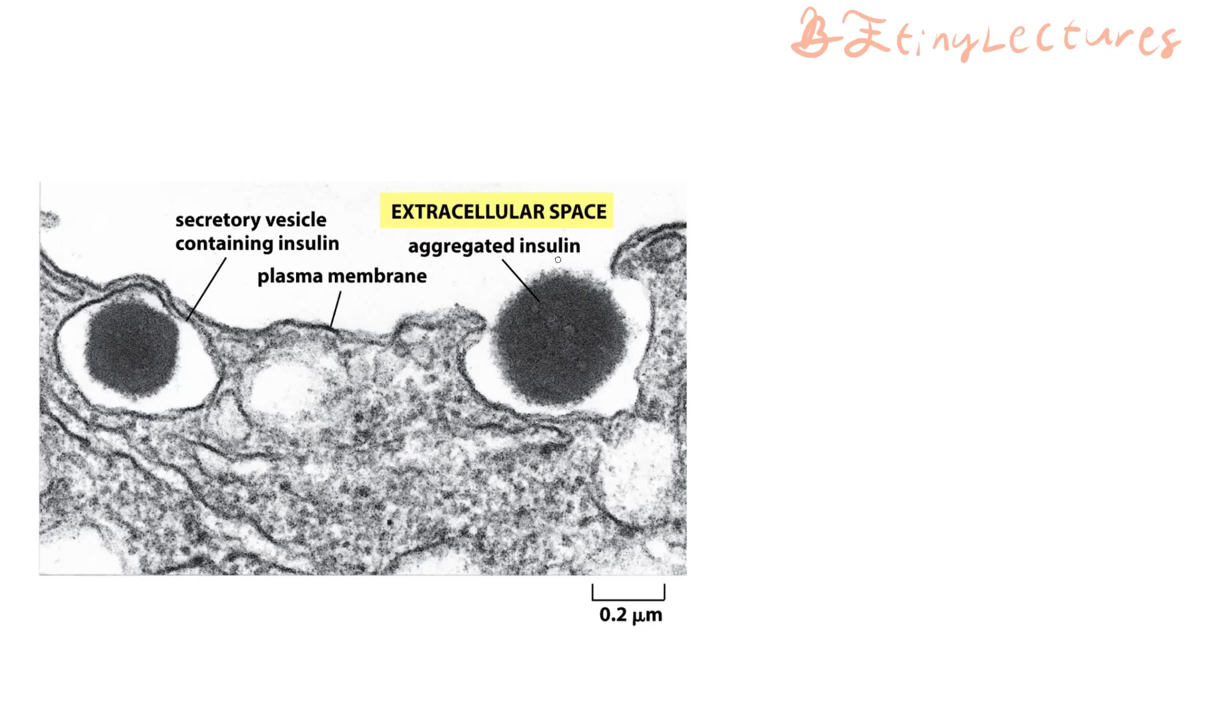 tinyLectures
secretory vesicle
containing insulin
plasma membrane
EXTRACELLULAR SPACE
aggregated insulin
0.2 μm